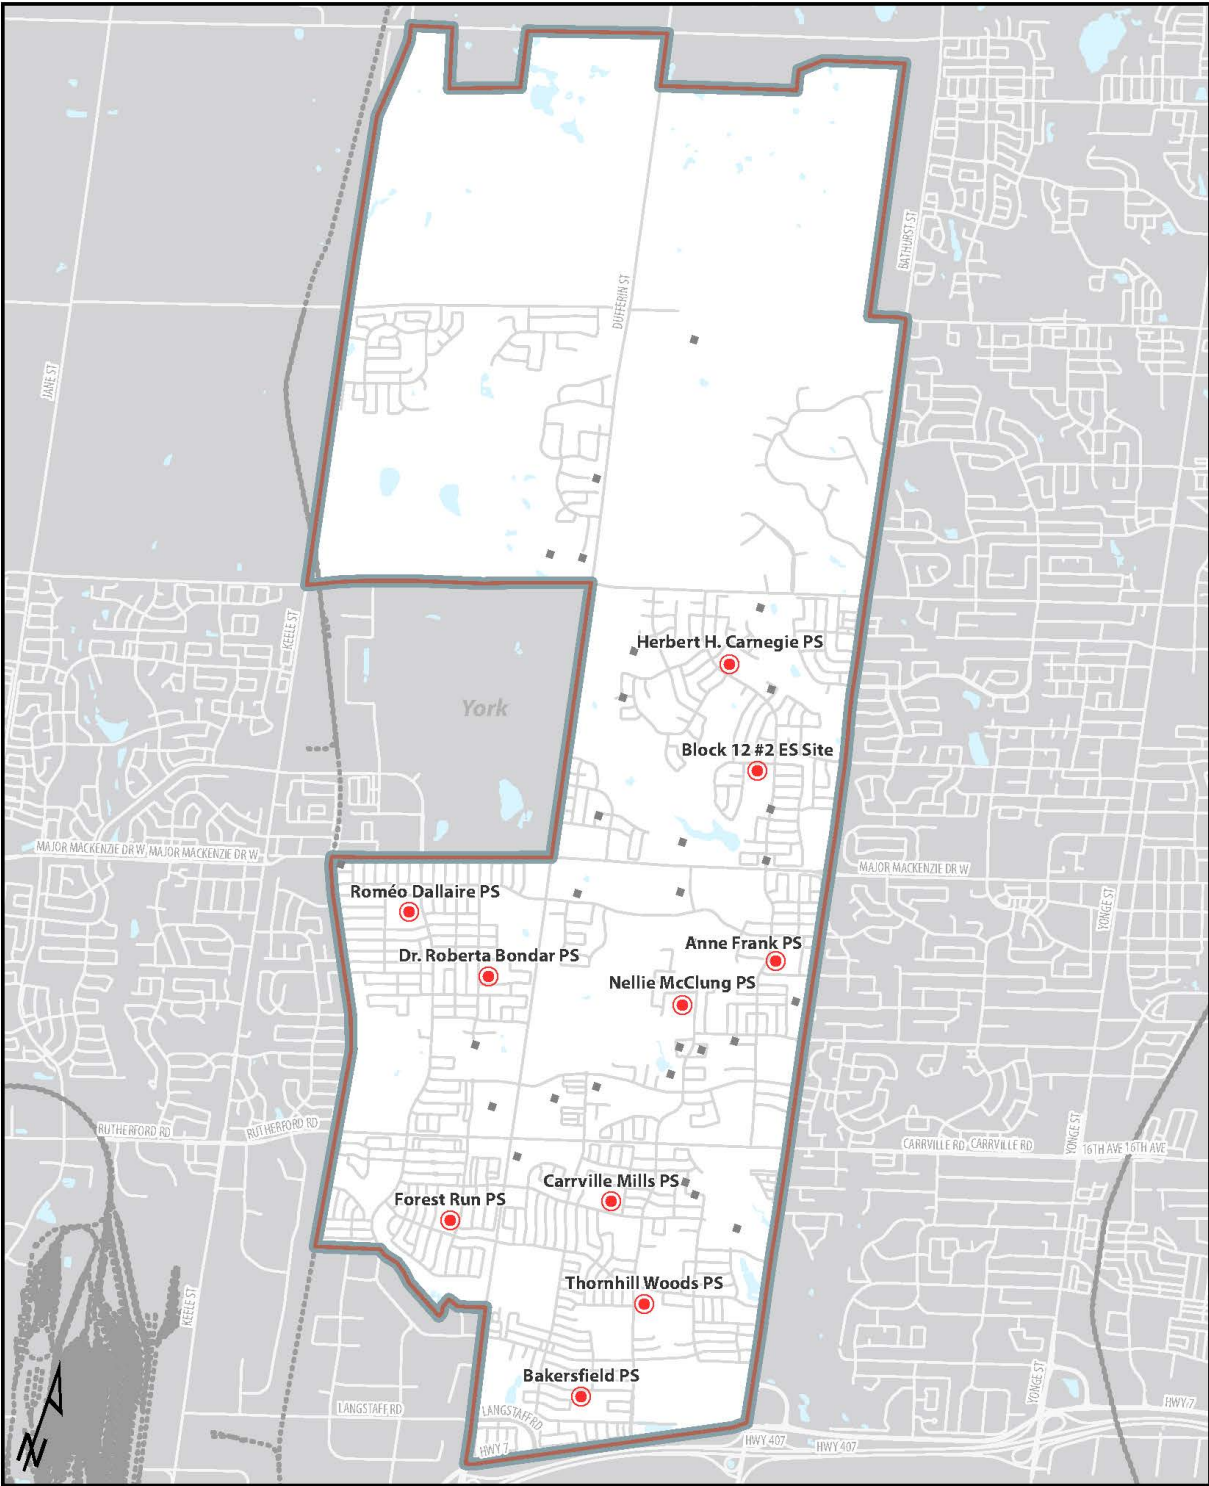 BATHURST ST
DUFFERIN ST
JANE ST
KEELE ST
Herbert H. Carnegie PS
York
Block 12 #2 ES Site
MAJOR MACKENZIE DR W, MAJOR MACKENZIE DR W
MAJOR MACKENZIE DR W
Roméo Dallaire PS
YONGE ST
Anne Frank PS
Dr. Roberta Bondar PS
Nellie McClung PS
RUTHERFORD RD
RUTHERFORD RD
YONGE ST
CARRVILLE RD CARRVILLE RD
16TH AVE 16TH AVE
Carrville Mills PS
Forest Run PS
Thornhill Woods PS
KEELE ST
Bakersfield PS
YONGE ST
HWY 7
LANGSTAFF RD
LANGSTAFF RD
HWY 7
HWY 407
HWY 407
N